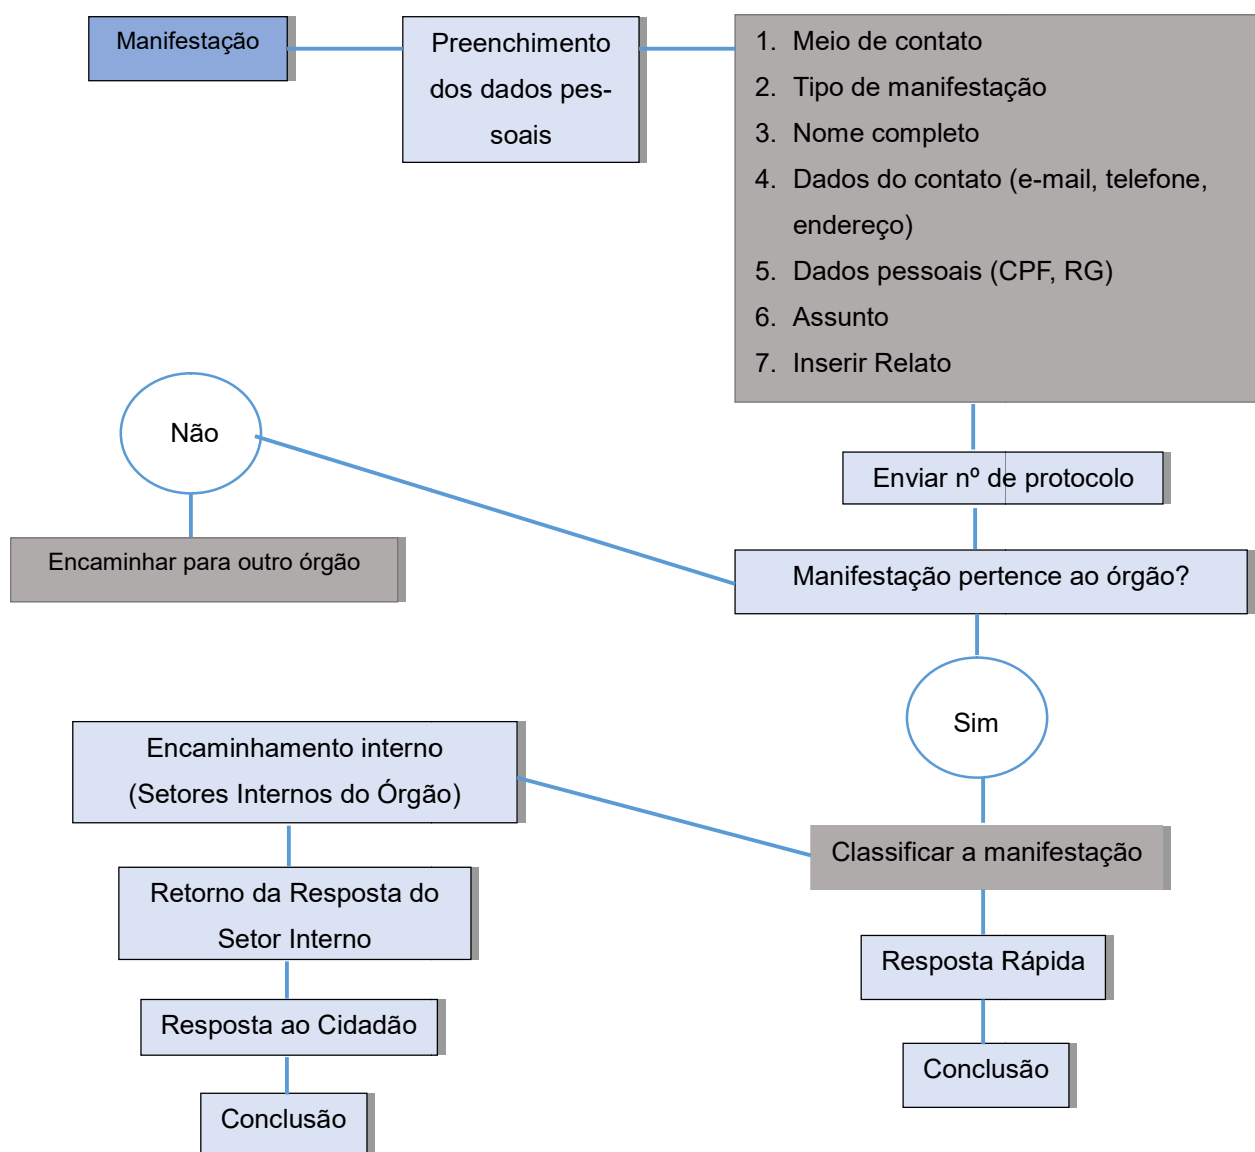 Manifestação
Preenchimento
dos dados pes-
soais
1. Meio de contato
2. Tipo de manifestação
3. Nome completo
4. Dados do contato (e-mail, telefone,
endereço)
5. Dados pessoais (CPF, RG)
6. Assunto
7. Inserir Relato
Não
Enviar nº de protocolo
Encaminhar para outro órgão
Manifestação pertence ao órgão?
Sim
Encaminhamento interno
(Setores Internos do Órgão)
Classificar a manifestação
Retorno da Resposta do
Setor Interno
Resposta Rápida
Resposta ao Cidadão
Conclusão
Conclusão